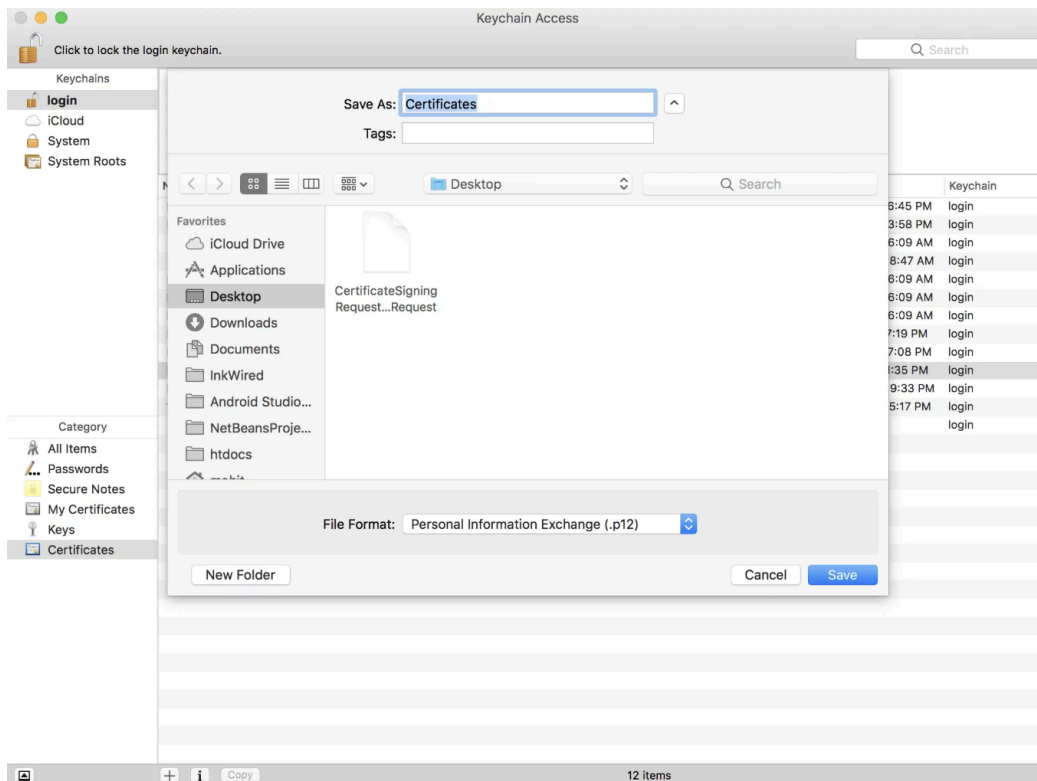 Keychain Access
Click to lock the login keychain.
Search
Keychains
login
iCloud
System
System Roots
Save As: Certificates
Tags:
Desktop
Search
Favorites
iCloud Drive
Applications
Desktop
Downloads
Documents
InkWired
Android Studio...
NetBeansProje...
htdocs
CertificateSigning
Request...Request
Keychain
6:45 PM login
3:58 PM login
6:09 AM login
8:47 AM login
6:09 AM login
6:09 AM login
6:09 AM login
7:19 PM login
7:08 PM login
1:35 PM login
9:33 PM login
5:17 PM login
login
Category
All Items
Passwords
Secure Notes
My Certificates
Keys
Certificates
File Format: Personal Information Exchange (.p12)
New Folder
Cancel
Save
Copy
12 items